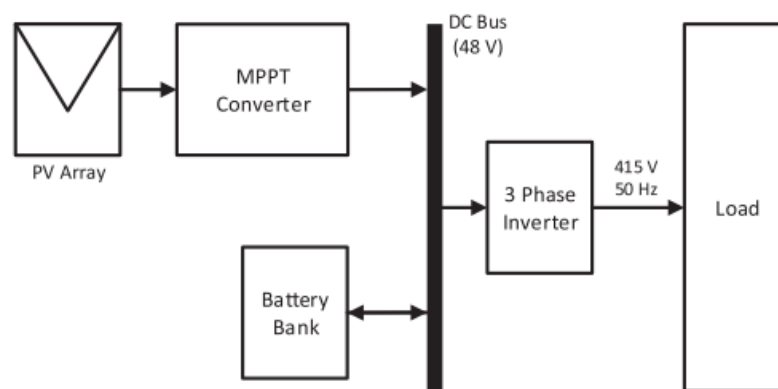 PV Array
MPPT
Converter
DC Bus
(48 V)
Battery
Bank
3 Phase
Inverter
415 V
50 Hz
Load